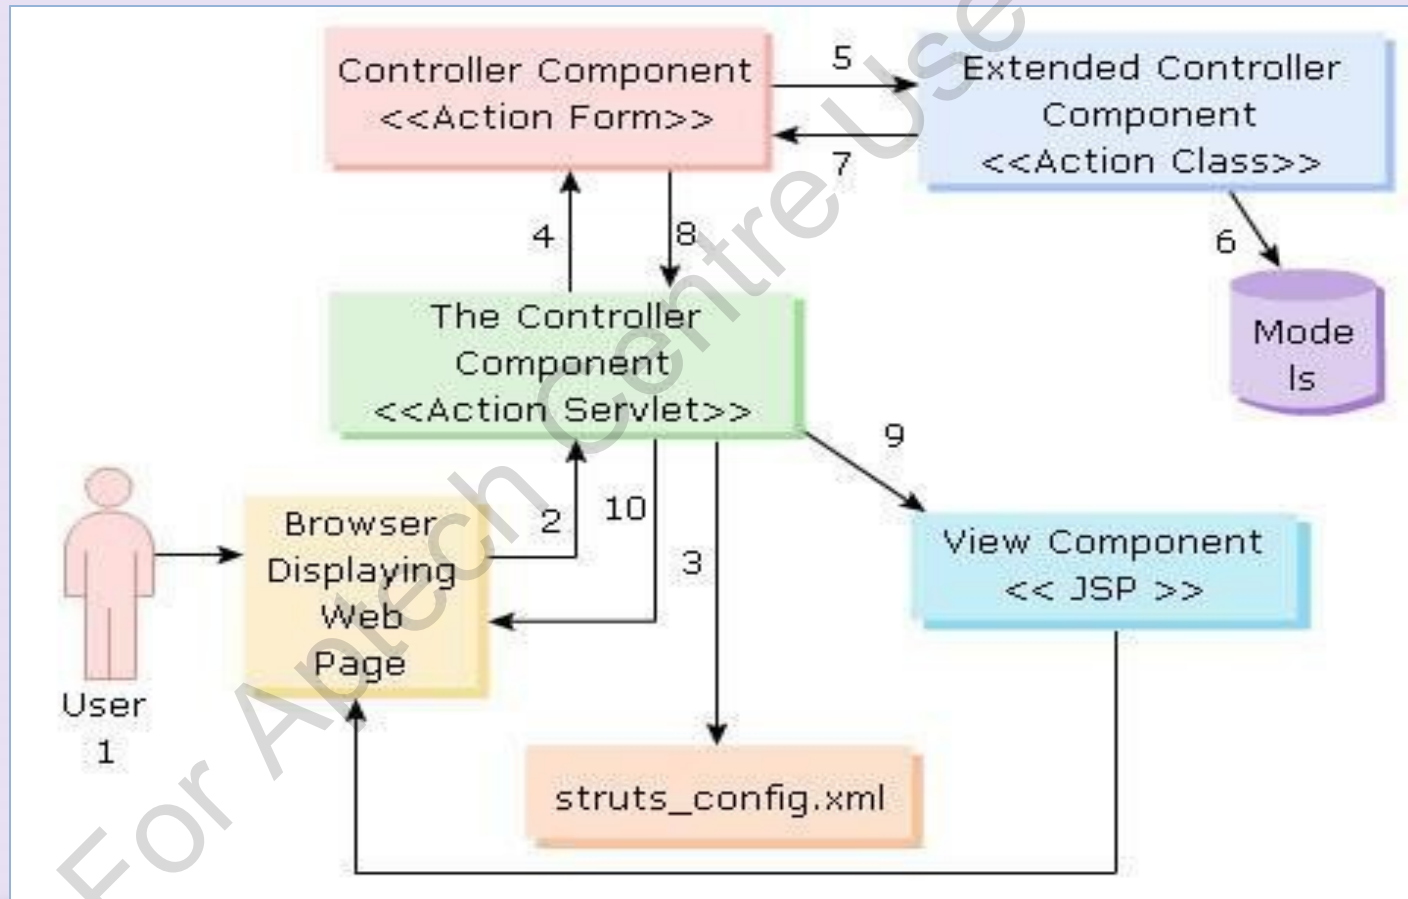 Controller Component
<<Action Form>>
5
7
Extended Controller
Component
<<Action Class>>
4
8
6
Mode
ls
The Controller
Component
<<Action Servlet>>
9
2
10
3
User
1
Browser
Displaying
Web
Page
View Component
<< JSP >>
struts_config.xml
For Aptech Centre Use